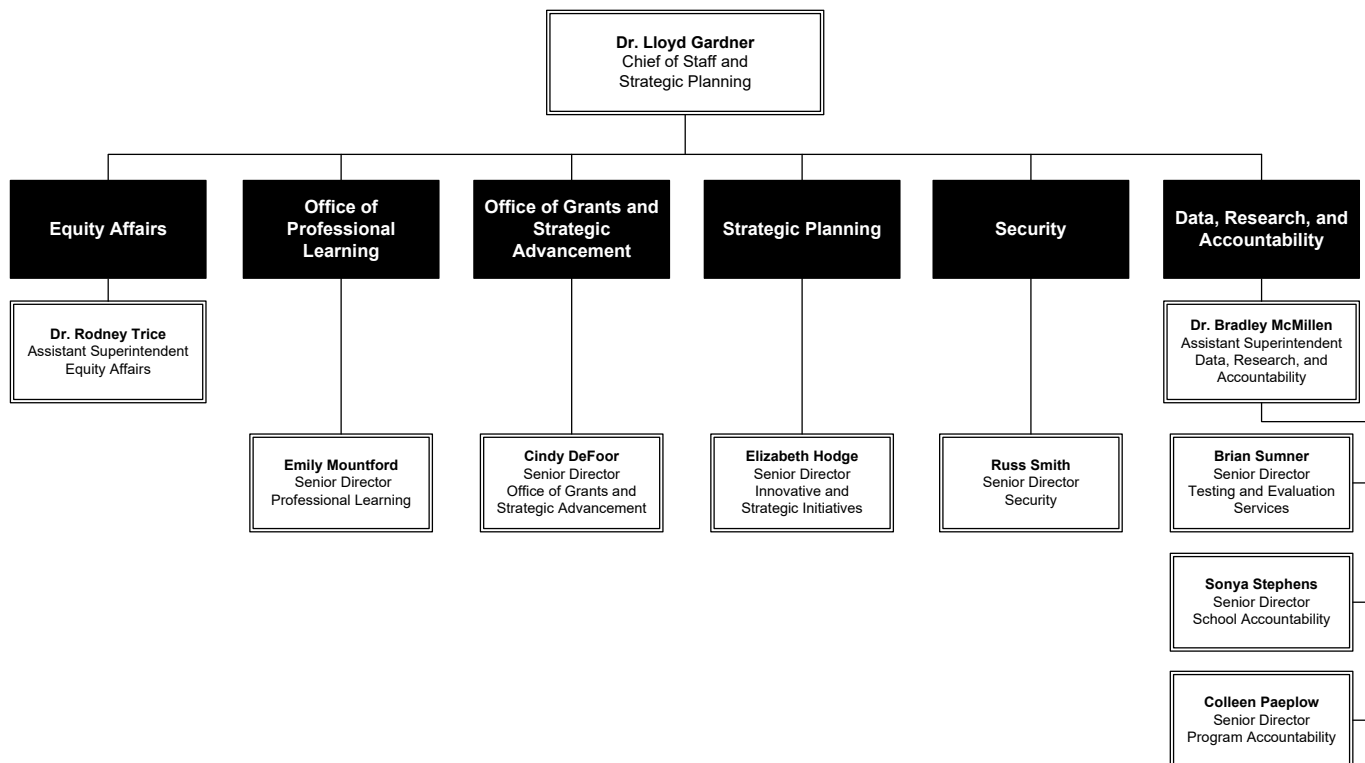 Dr. Lloyd Gardner
Chief of Staff and
Strategic Planning
Equity Affairs
Office of
Professional
Learning
Office of Grants and
Strategic
Advancement
Strategic Planning
Security
Data, Research, and
Accountability
Dr. Rodney Trice
Assistant Superintendent
Equity Affairs
Dr. Bradley McMillen
Assistant Superintendent
Data, Research, and
Accountability
Emily Mountford
Senior Director
Professional Learning
Cindy DeFoor
Senior Director
Office of Grants and
Strategic Advancement
Elizabeth Hodge
Senior Director
Innovative and
Strategic Initiatives
Russ Smith
Senior Director
Security
Brian Sumner
Senior Director
Testing and Evaluation
Services
Sonya Stephens
Senior Director
School Accountability
Colleen Paeplow
Senior Director
Program Accountability